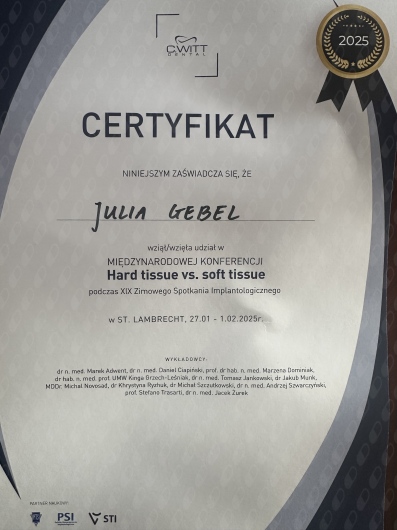 C.WITT
DENTAL
2025
CERTYFIKAT
NINIEJSZYM ZAŚWIADCZA SIĘ, ŻE
JULIA GEBEL
wziął/wzięła udział w
MIĘDZYNARODOWEJ KONFERENCJI
Hard tissue vs. soft tissue
podczas XIX Zimowego Spotkania Implantologicznego
w ST. LAMBRECHT, 27.01 - 1.02.2025r.
WYKŁADOWCY:
dr n. med. Marek Adwent, dr n. med. Daniel Ciapiński, prof. dr hab. n. med. Marzena Dominiak,
dr hab. n. med. prof. UMW Kinga Grzech-Leśniak, dr n. med. Tomasz Jankowski, dr Jakub Munk,
MDDr. Michal Novosad, dr Khrystyna Ryzhuk, dr Michał Szczutkowski, dr n. med. Andrzej Szwarczyński,
prof. Stefano Trasarti, dr n. med. Jacek Żurek
PARTNER NAUKOWY:
PSI
STI